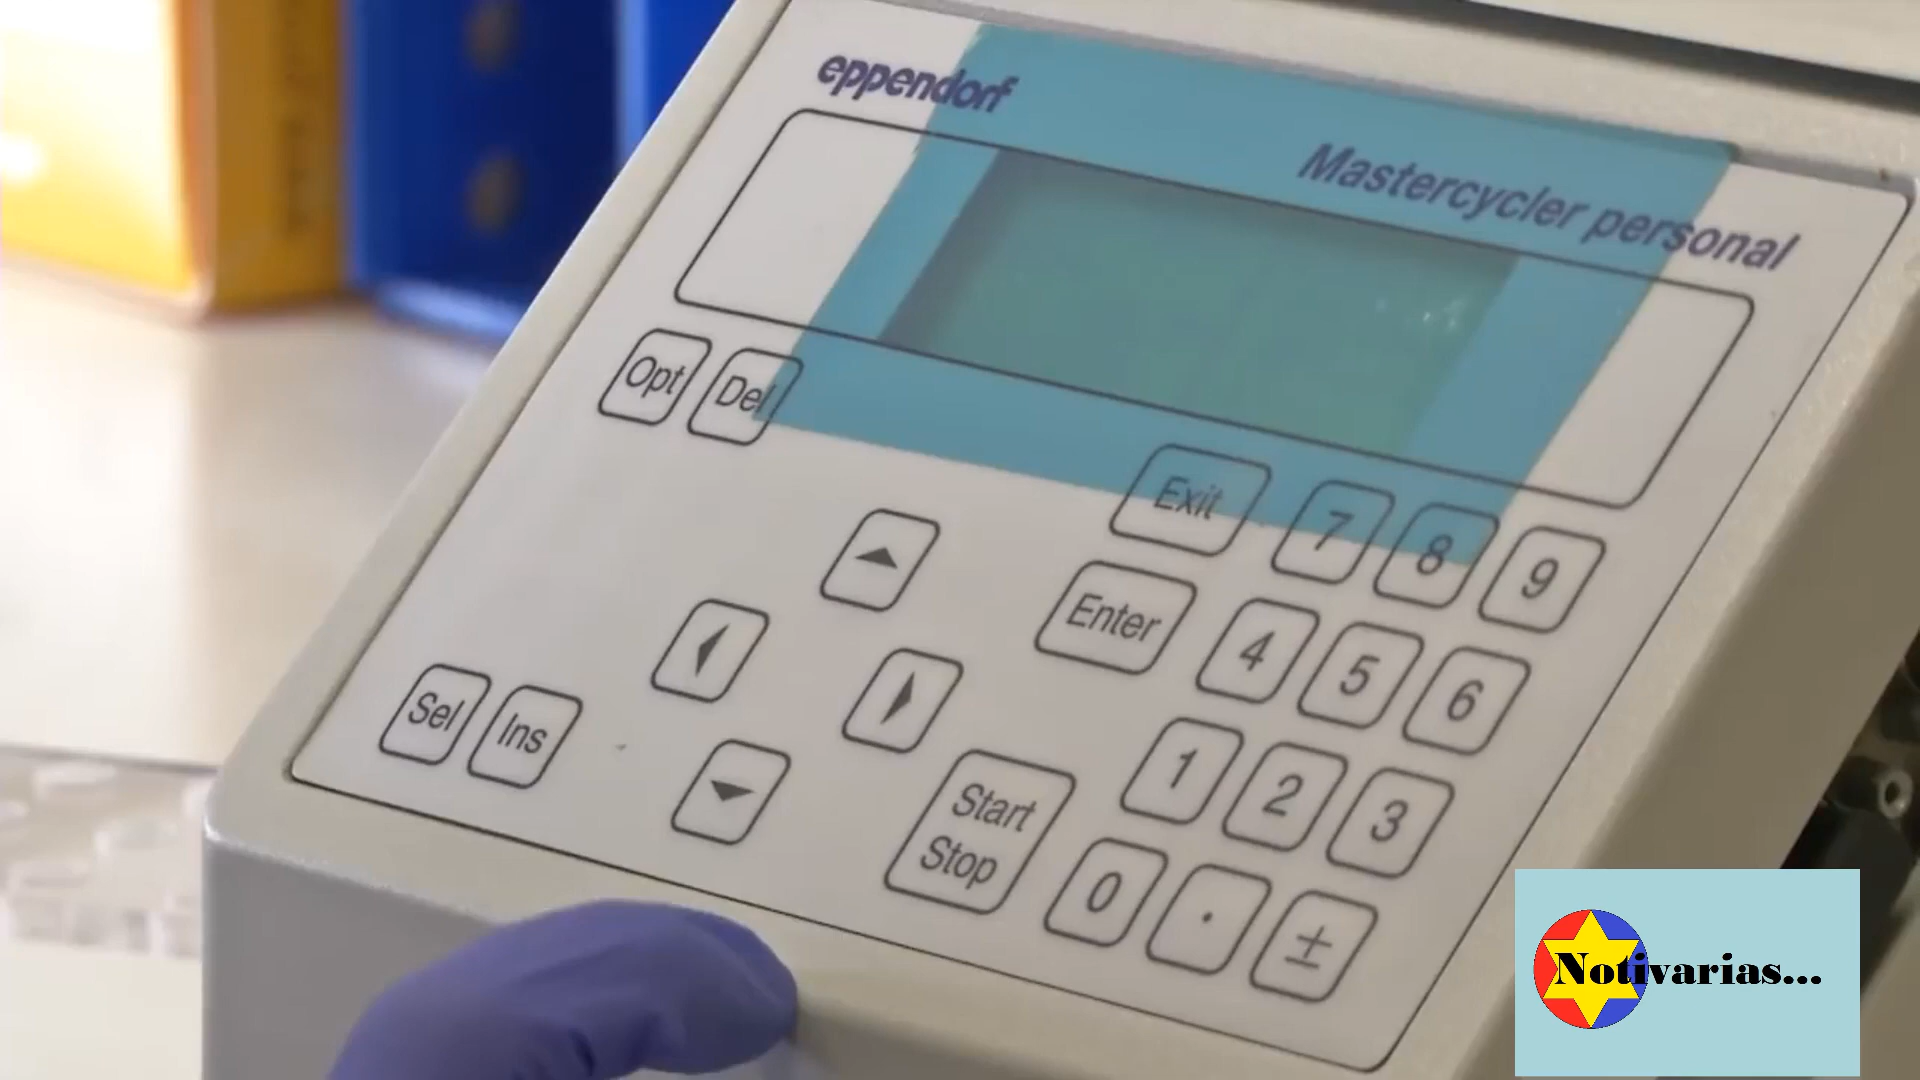 eppendorf
Mastercycler personal
Opt Del
Exit 7 8 9
Enter 4 5 6
Sel Ins
1 2 3
Start
Stop
0 . ±
Notivarias...